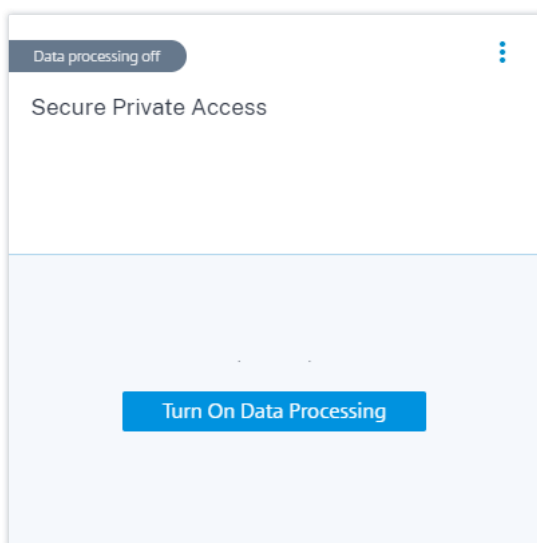 Data processing off
Secure Private Access
Turn On Data Processing